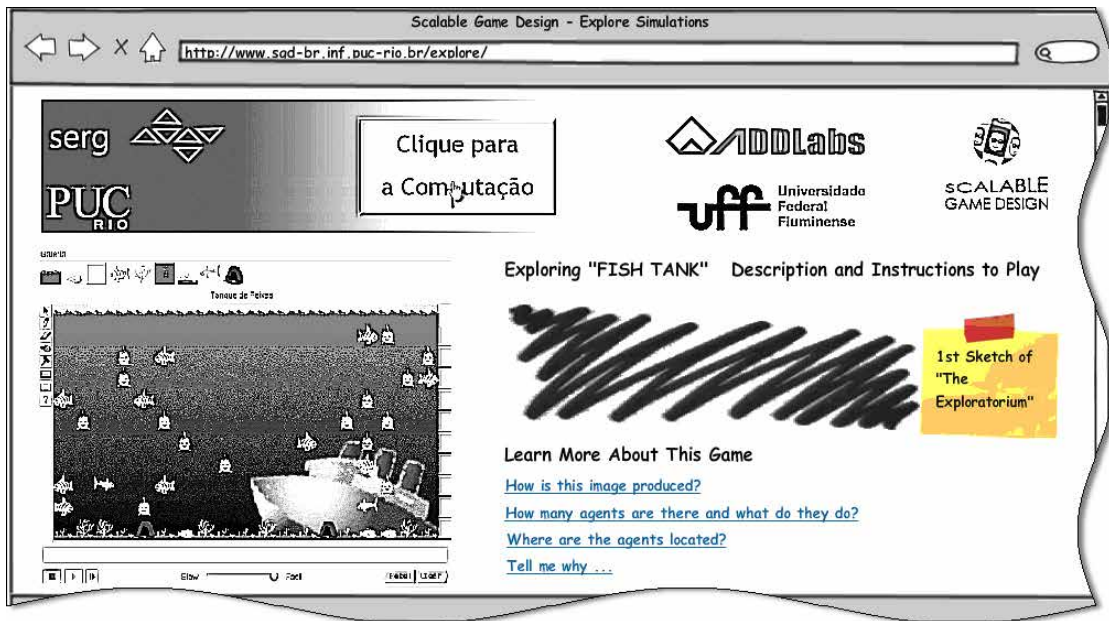 Scalable Game Design - Explore Simulations
http://www.sgd-br.inf.puc-rio.br/explore/
serg
PUC
RIO
Clique para
a Computação
ADDLabs
uff
Universidade
Federal
Fluminense
SCALABLE
GAME DESIGN
Tanque de Peixes
Exploring "FISH TANK" Description and Instructions to Play
1st Sketch of
"The
Exploratorium"
Learn More About This Game
How is this image produced?
How many agents are there and what do they do?
Where are the agents located?
Tell me why ...
Slow